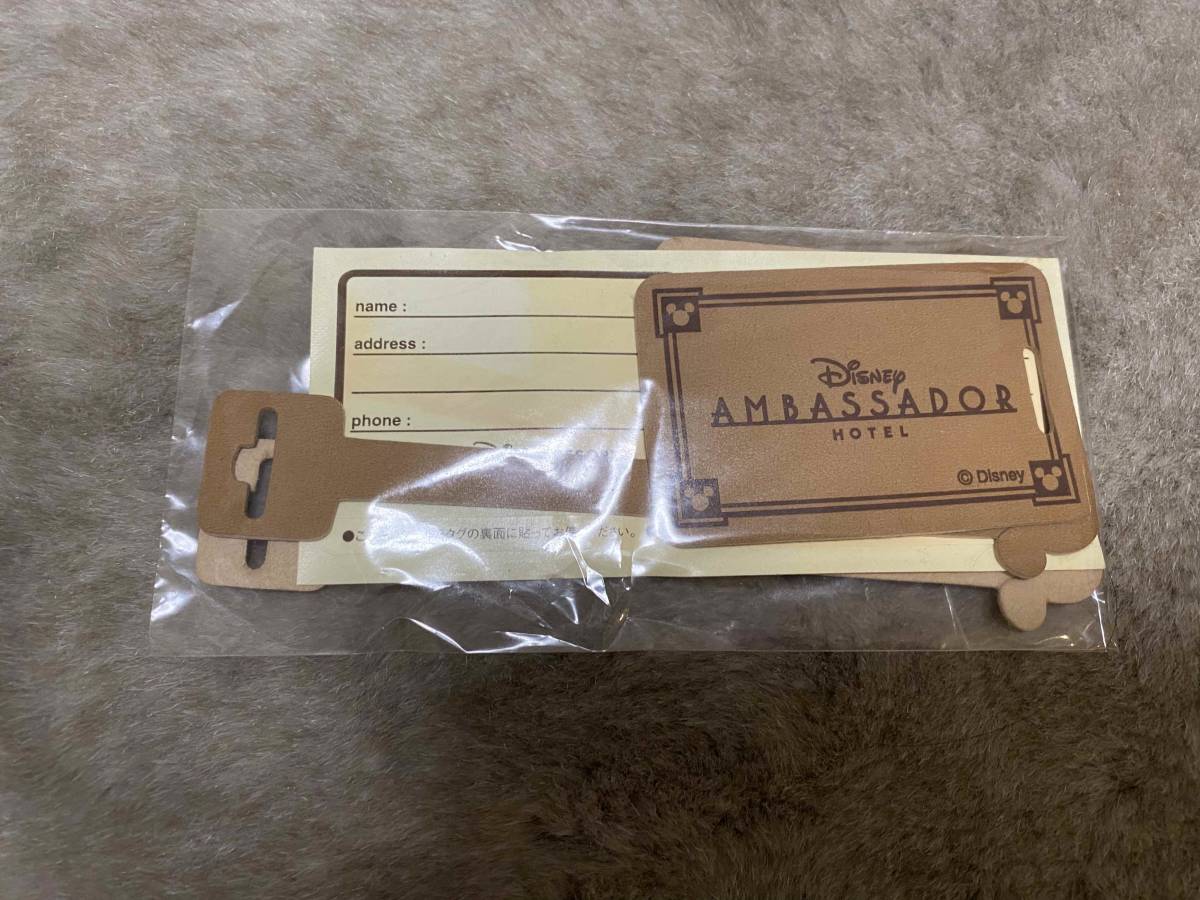 name :
address :
phone :
Disney
AMBASSADOR
HOTEL
© Disney
●こ タグの裏面に貼ってお ださい。